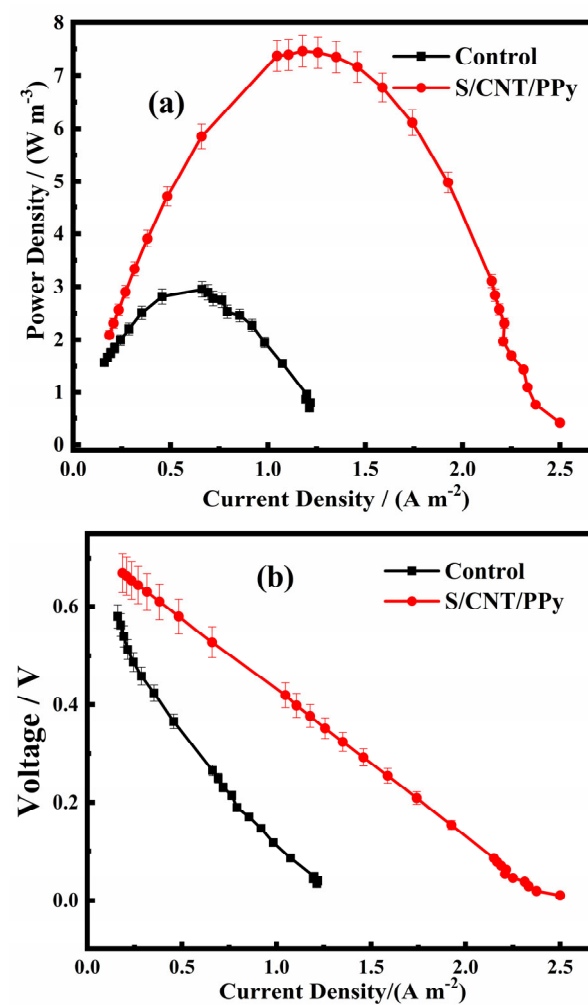 8
7
6
5
4
3
2
1
0
Power Density / (W m⁻³)
(a)
Control
S/CNT/PPy
0.0 0.5 1.0 1.5 2.0 2.5
Current Density / (A m⁻²)
0.6
0.4
0.2
0.0
Voltage / V
(b)
Control
S/CNT/PPy
0.0 0.5 1.0 1.5 2.0 2.5
Current Density/(A m⁻²)